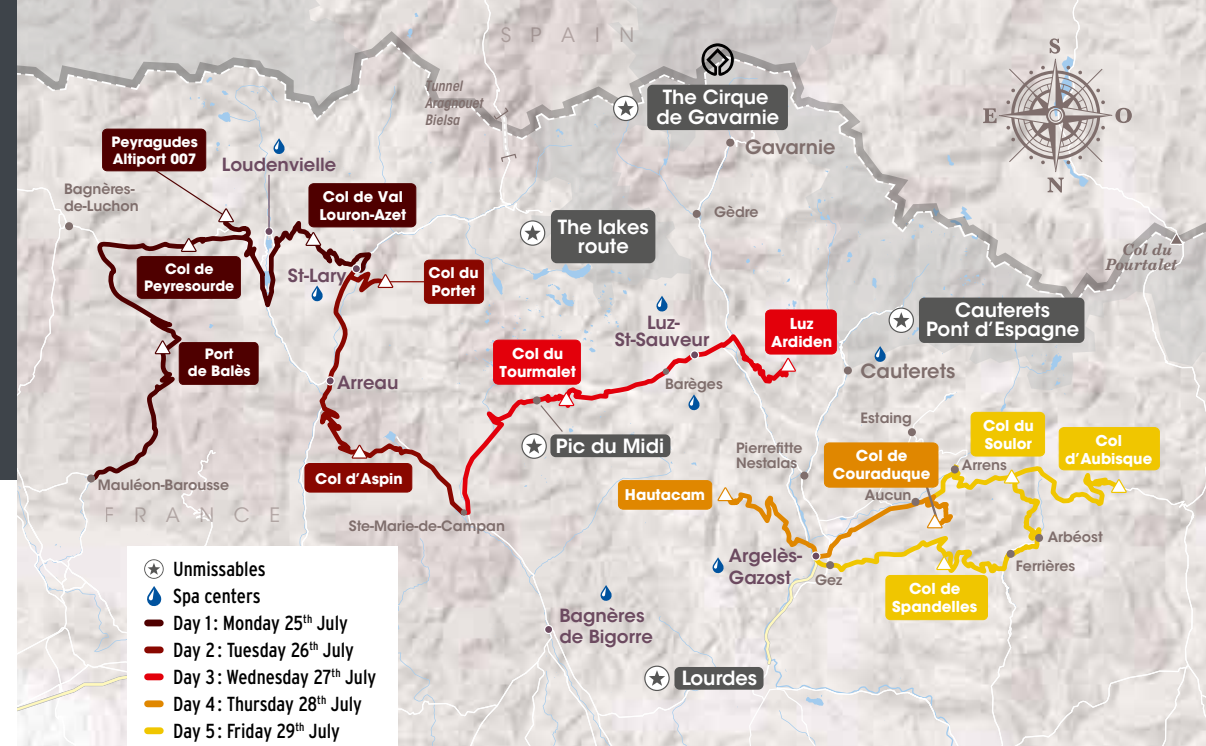 SPAIN
S
E
O
N
Tunnel
Aragnouet
Bielsa
The Cirque
de Gavarnie
Gavarnie
Peyragudes
Altiport 007
Loudenvielle
Bagnères-
de-Luchon
Col de Val
Louron-Azet
Gèdre
The lakes
route
Col du
Pourtalet
Col de
Peyresourde
St-Lary
Col du
Portet
Cauterets
Pont d'Espagne
Luz-
St-Sauveur
Luz
Ardiden
Port
de Balès
Col du
Tourmalet
Arreau
Barèges
Cauterets
Estaing
Col du
Soulor
Col
d'Aubisque
Pic du Midi
Pierrefitte
Nestalas
Col de
Couraduque
Arrens
Col d'Aspin
Mauléon-Barousse
Hautacam
Aucun
FRANCE
Ste-Marie-de-Campan
Arbéost
Argelès-
Gazost
Gez
Ferrières
Col de
Spandelles
Bagnères
de Bigorre
Lourdes
Unmissables
Spa centers
Day 1: Monday 25th July
Day 2: Tuesday 26th July
Day 3: Wednesday 27th July
Day 4: Thursday 28th July
Day 5: Friday 29th July